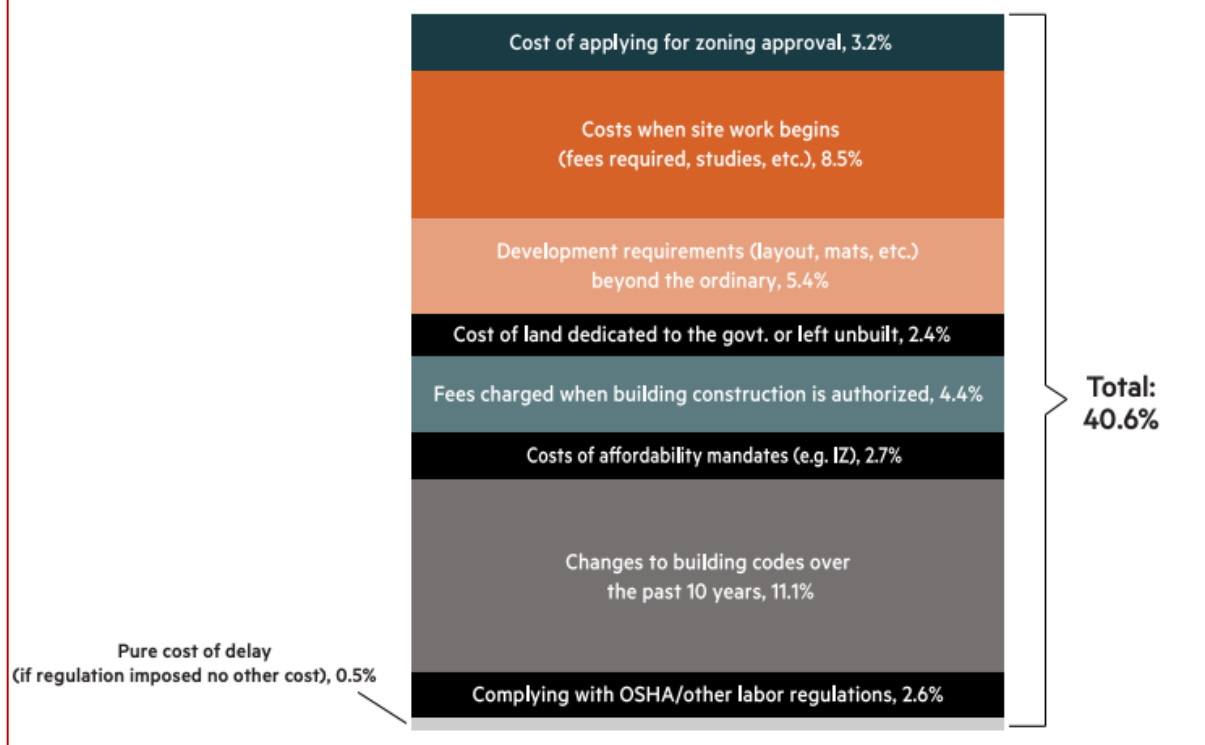 Cost of applying for zoning approval, 3.2%
Costs when site work begins
(fees required, studies, etc.), 8.5%
Development requirements (layout, mats, etc.)
beyond the ordinary, 5.4%
Cost of land dedicated to the govt. or left unbuilt, 2.4%
Fees charged when building construction is authorized, 4.4%
Total:
40.6%
Costs of affordability mandates (e.g. IZ), 2.7%
Changes to building codes over
the past 10 years, 11.1%
Pure cost of delay
(if regulation imposed no other cost), 0.5%
Complying with OSHA/other labor regulations, 2.6%